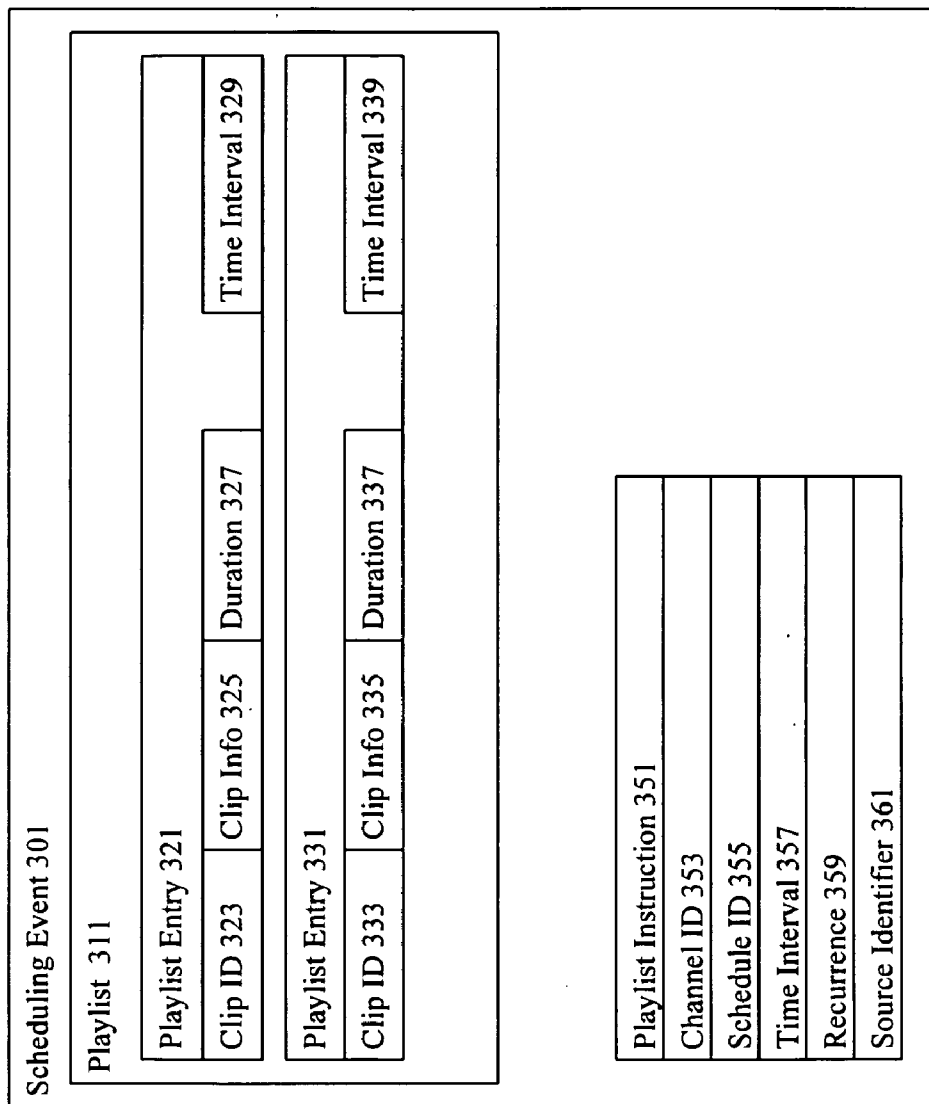 Scheduling Event 301
Playlist 311
Playlist Entry 321
Clip ID 323 Clip Info 325 Duration 327 Time Interval 329
Playlist Entry 331
Clip ID 333 Clip Info 335 Duration 337 Time Interval 339
Playlist Instruction 351
Channel ID 353
Schedule ID 355
Time Interval 357
Recurrence 359
Source Identifier 361